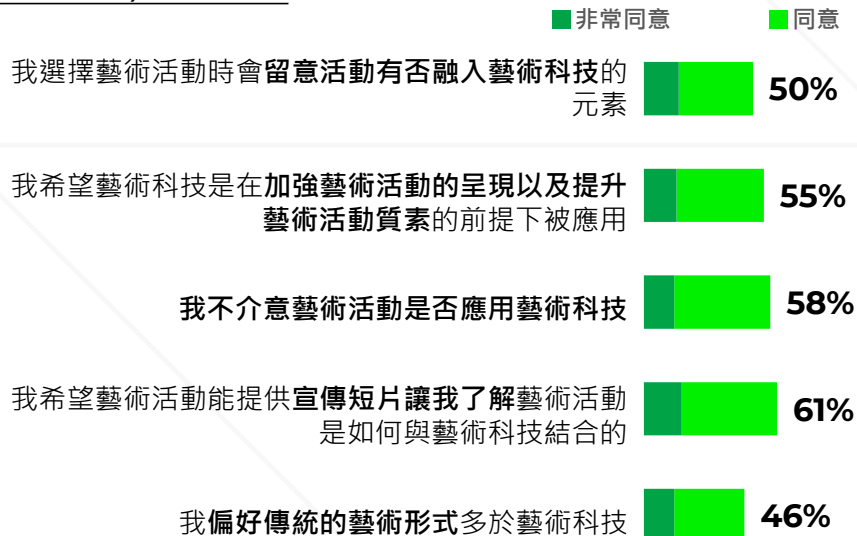 非常同意 同意
我選擇藝術活動時會留意活動有否融入藝術科技的
元素
50%
我希望藝術科技是在加強藝術活動的呈現以及提升
藝術活動質素的前提下被應用
55%
我不介意藝術活動是否應用藝術科技
58%
我希望藝術活動能提供宣傳短片讓我了解藝術活動
是如何與藝術科技結合的
61%
我偏好傳統的藝術形式多於藝術科技
46%